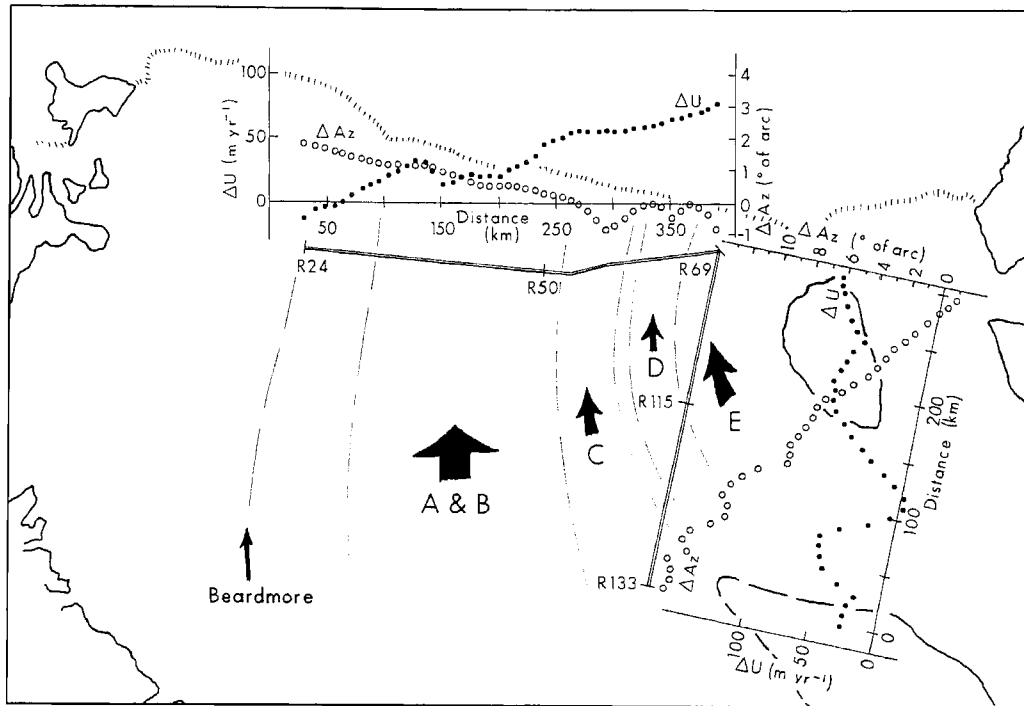 100
50
0
ΔU (m yr⁻¹)
ΔAz
ΔU
4
3
2
1
0
-1
ΔAz (° of arc)
50
150
250
350
Distance
(km)
R24
R50
R69
10
8
6
4
2
0
ΔAz (° of arc)
ΔU
D
R115
E
C
200
Distance (km)
100
A & B
ΔAz
R133
Beardmore
100
50
0
0
ΔU (m yr⁻¹)